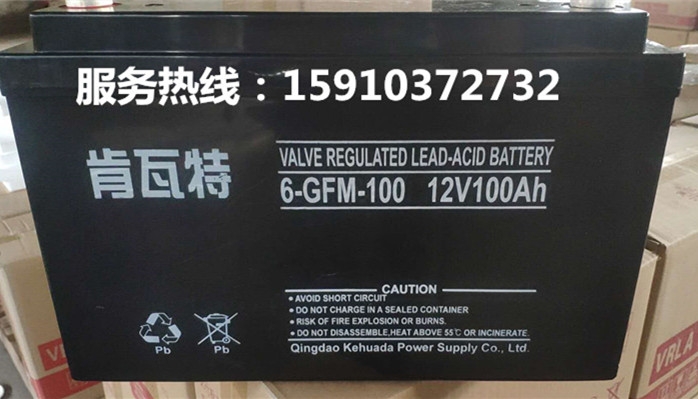 服务热线：15910372732
肯瓦特
VALVE REGULATED LEAD-ACID BATTERY
6-GFM-100 12V100Ah
CAUTION
• AVOID SHORT CIRCUIT
• DO NOT CHARGE IN A SEALED CONTAINER
• RISK OF FIRE EXPLOSION OR BURNS.
• DO NOT DISASSEMBLE,HEAT ABOVE 55℃ OR INCINERATE.
Qingdao Kehuada Power Supply Co., Ltd.
Pb
Pb
VRLA
VRLA